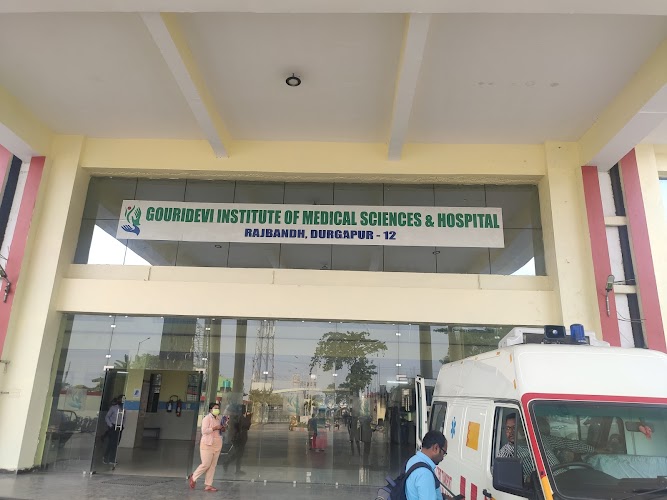 GOURIDEVI INSTITUTE OF MEDICAL SCIENCES & HOSPITAL
RAJBANDH, DURGAPUR - 12